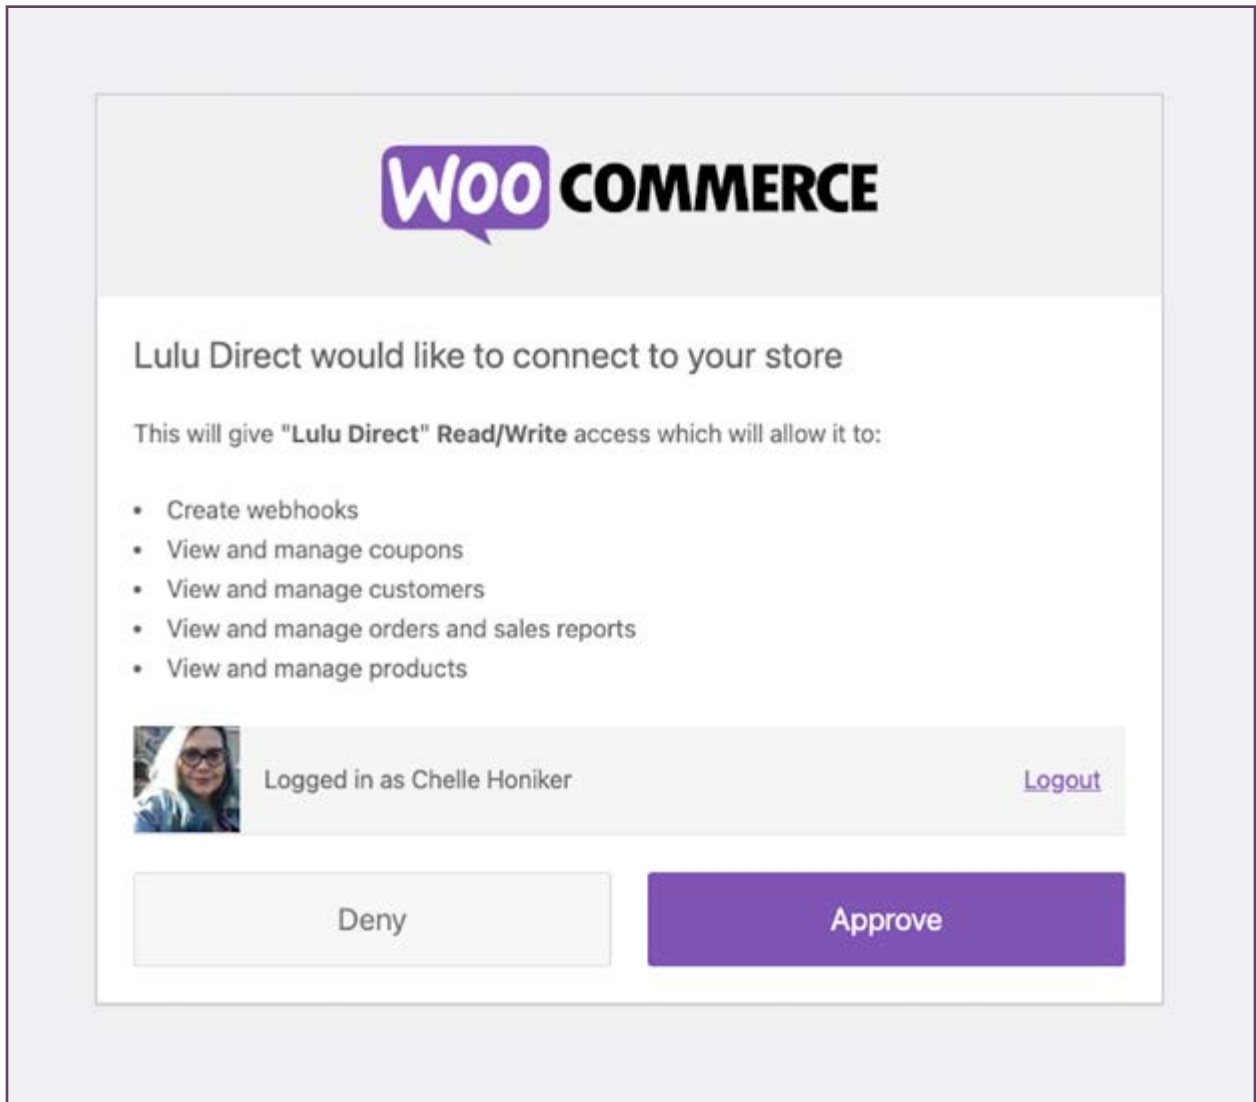 WOO COMMERCE
Lulu Direct would like to connect to your store
This will give "Lulu Direct" Read/Write access which will allow it to:
• Create webhooks
• View and manage coupons
• View and manage customers
• View and manage orders and sales reports
• View and manage products
Logged in as Chelle Honiker Logout
Deny Approve